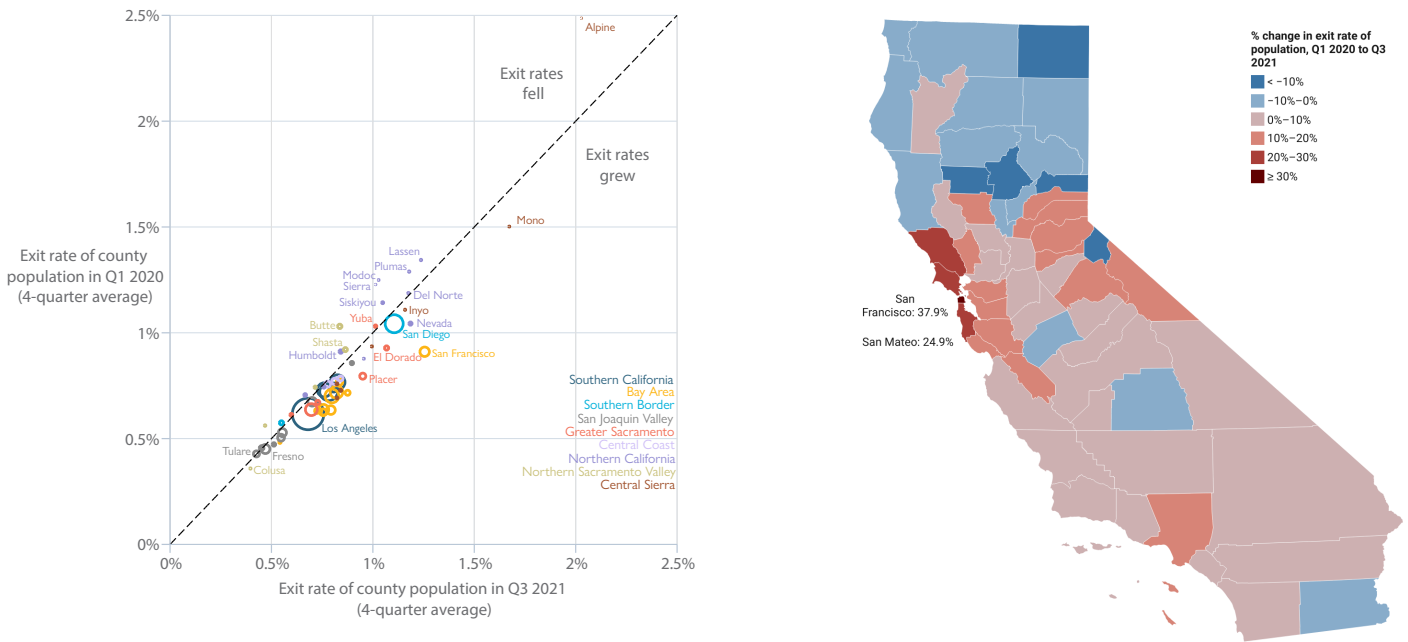 2.5%
2%
1.5%
1%
0.5%
0%
0%
0.5%
1%
1.5%
2%
2.5%
Exit rate of county
population in Q1 2020
(4-quarter average)
Exit rate of county population in Q3 2021
(4-quarter average)
Exit rates
fell
Exit rates
grew
Alpine
Mono
Lassen
Plumas
Modoc
Sierra
Del Norte
Siskiyou
Inyo
Yuba
Nevada
Butte
San Diego
Shasta
Humboldt
El Dorado
San Francisco
Placer
Los Angeles
Tulare
Fresno
Colusa
Southern California
Bay Area
Southern Border
San Joaquin Valley
Greater Sacramento
Central Coast
Northern California
Northern Sacramento Valley
Central Sierra
% change in exit rate of
population, Q1 2020 to Q3
2021
< −10%
−10%–0%
0%–10%
10%–20%
20%–30%
≥ 30%
San
Francisco: 37.9%
San Mateo: 24.9%